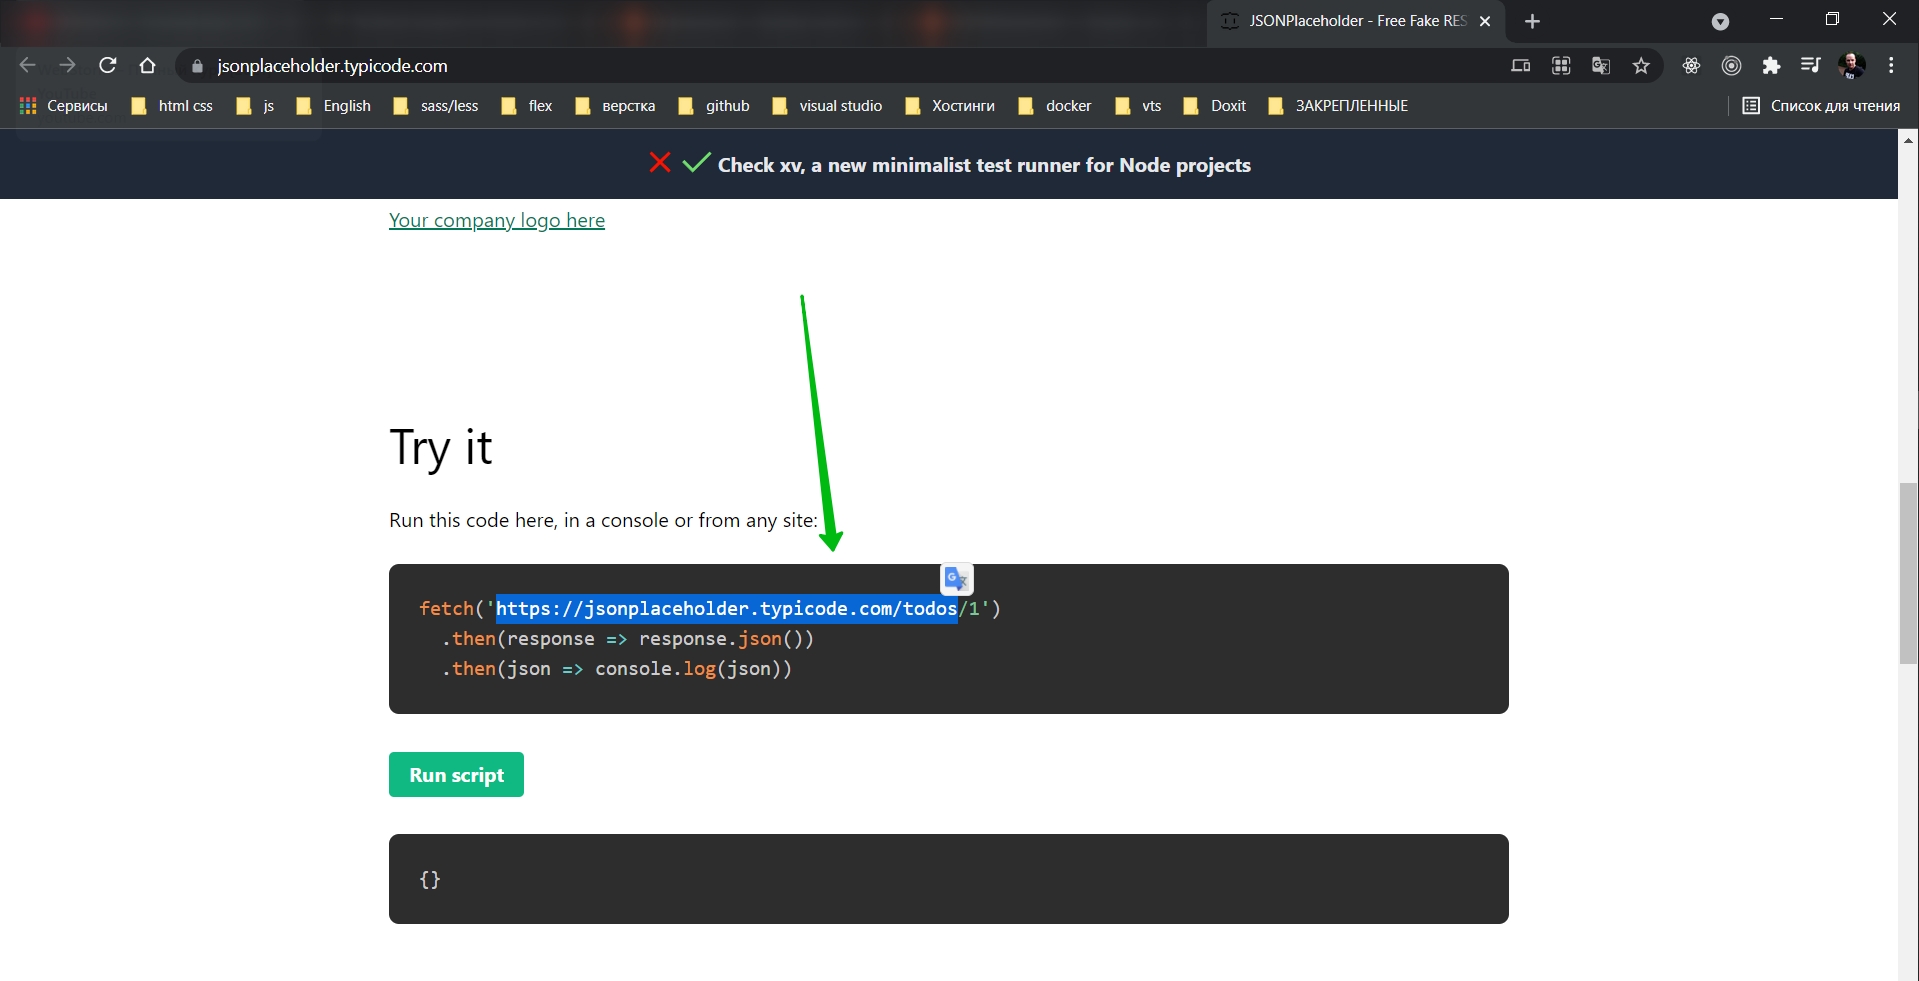 JSONPlaceholder - Free Fake RES
jsonplaceholder.typicode.com
Сервисы html css js English sass/less flex верстка github visual studio Хостинги docker vts Doxit ЗАКРЕПЛЕННЫЕ Список для чтения
Check xv, a new minimalist test runner for Node projects
Your company logo here
Try it
Run this code here, in a console or from any site:
fetch('https://jsonplaceholder.typicode.com/todos/1')
.then(response => response.json())
.then(json => console.log(json))
Run script
{}